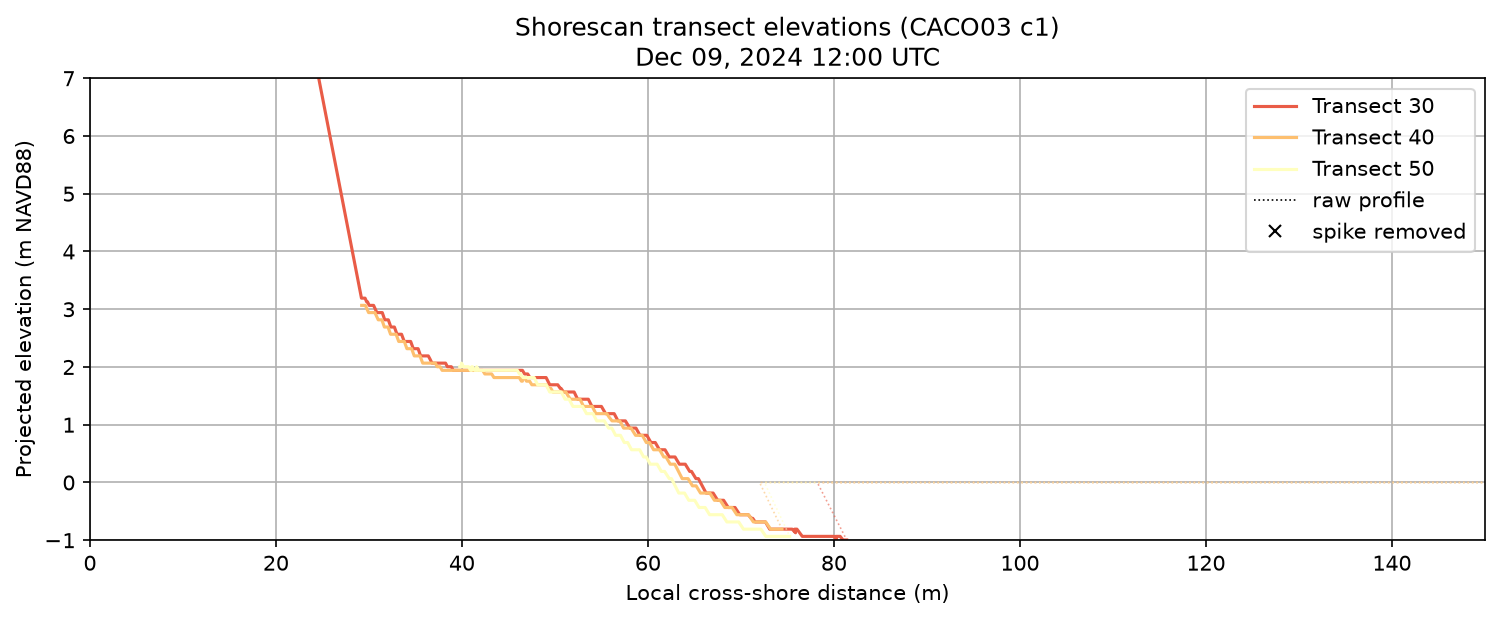 Shorescan transect elevations (CACO03 c1)
Dec 09, 2024 12:00 UTC
Projected elevation (m NAVD88)
7
6
5
4
3
2
1
0
−1
0 20 40 60 80 100 120 140
Local cross-shore distance (m)
Transect 30
Transect 40
Transect 50
raw profile
spike removed